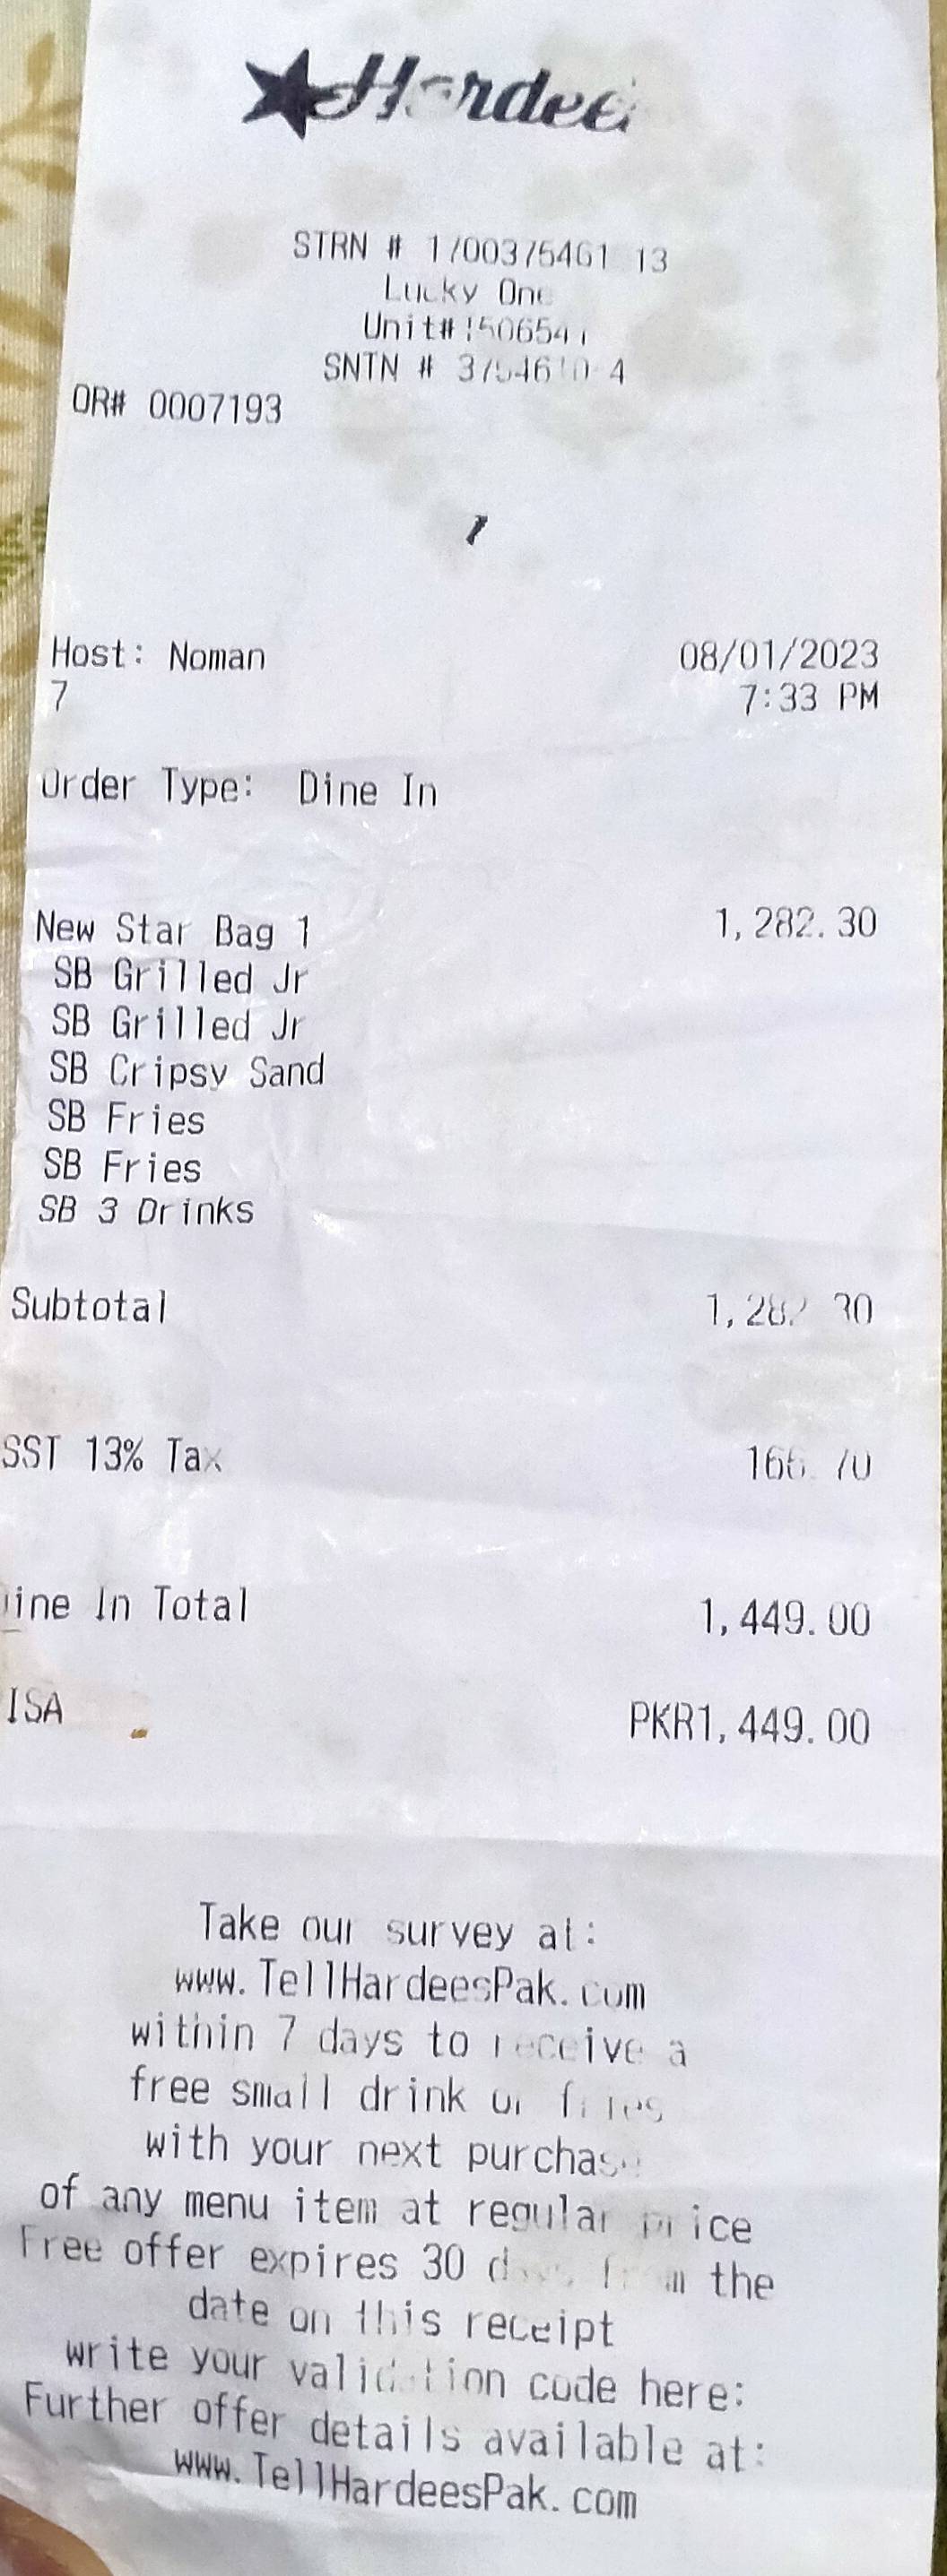 Hardee
STRN # 1700375461 13
Lucky One
Unit#
SNTN #
OR# 0007193
Host: Noman 08/01/2023
7 7:33 PM
Order Type: Dine In
New Star Bag 1 1,282.30
SB Grilled Jr
SB Grilled Jr
SB Cripsy Sand
SB Fries
SB Fries
SB 3 Drinks
Subtotal 1,282.30
SST 13% Tax 166.70
ine In Total 1,449.00
ISA PKR1,449.00
Take our survey at:
www.TellHardeesPak.com
within 7 days to receive a
free small drink or fries
with your next purchase
of any menu item at regular price
Free offer expires 30 days from the
date on this receipt
write your validation code here:
Further offer details available at:
www.TellHardeesPak.com